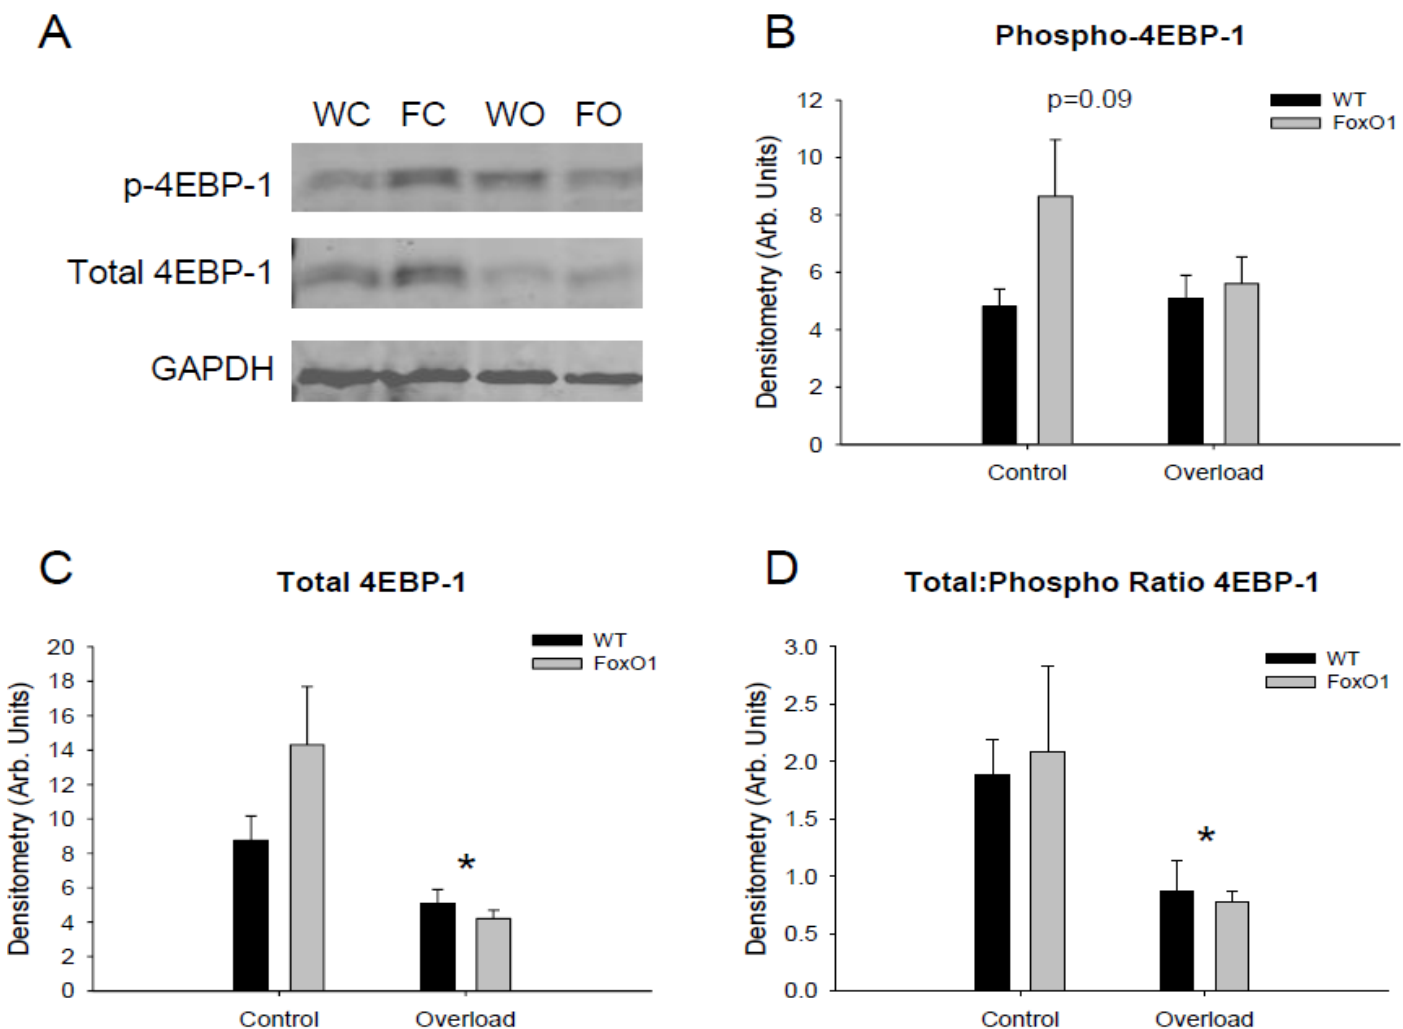 A
WC FC WO FO
p-4EBP-1
Total 4EBP-1
GAPDH
B
Phospho-4EBP-1
p=0.09
WT
FoxO1
Densitometry (Arb. Units)
12
10
8
6
4
2
0
Control Overload
C
Total 4EBP-1
WT
FoxO1
Densitometry (Arb. Units)
20
18
16
14
12
10
8
6
4
2
0
*
Control Overload
D
Total:Phospho Ratio 4EBP-1
WT
FoxO1
Densitometry (Arb. Units)
3.0
2.5
2.0
1.5
1.0
0.5
0.0
*
Control Overload